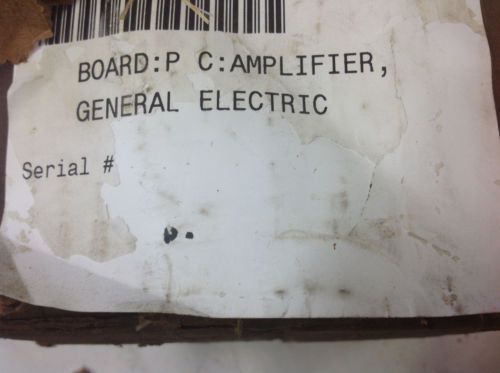 BOARD:P C:AMPLIFIER,
GENERAL ELECTRIC
Serial #